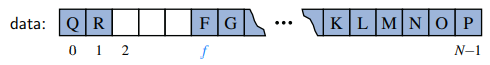 data: Q R F G ··· K L M N O P
0 1 2 f N−1